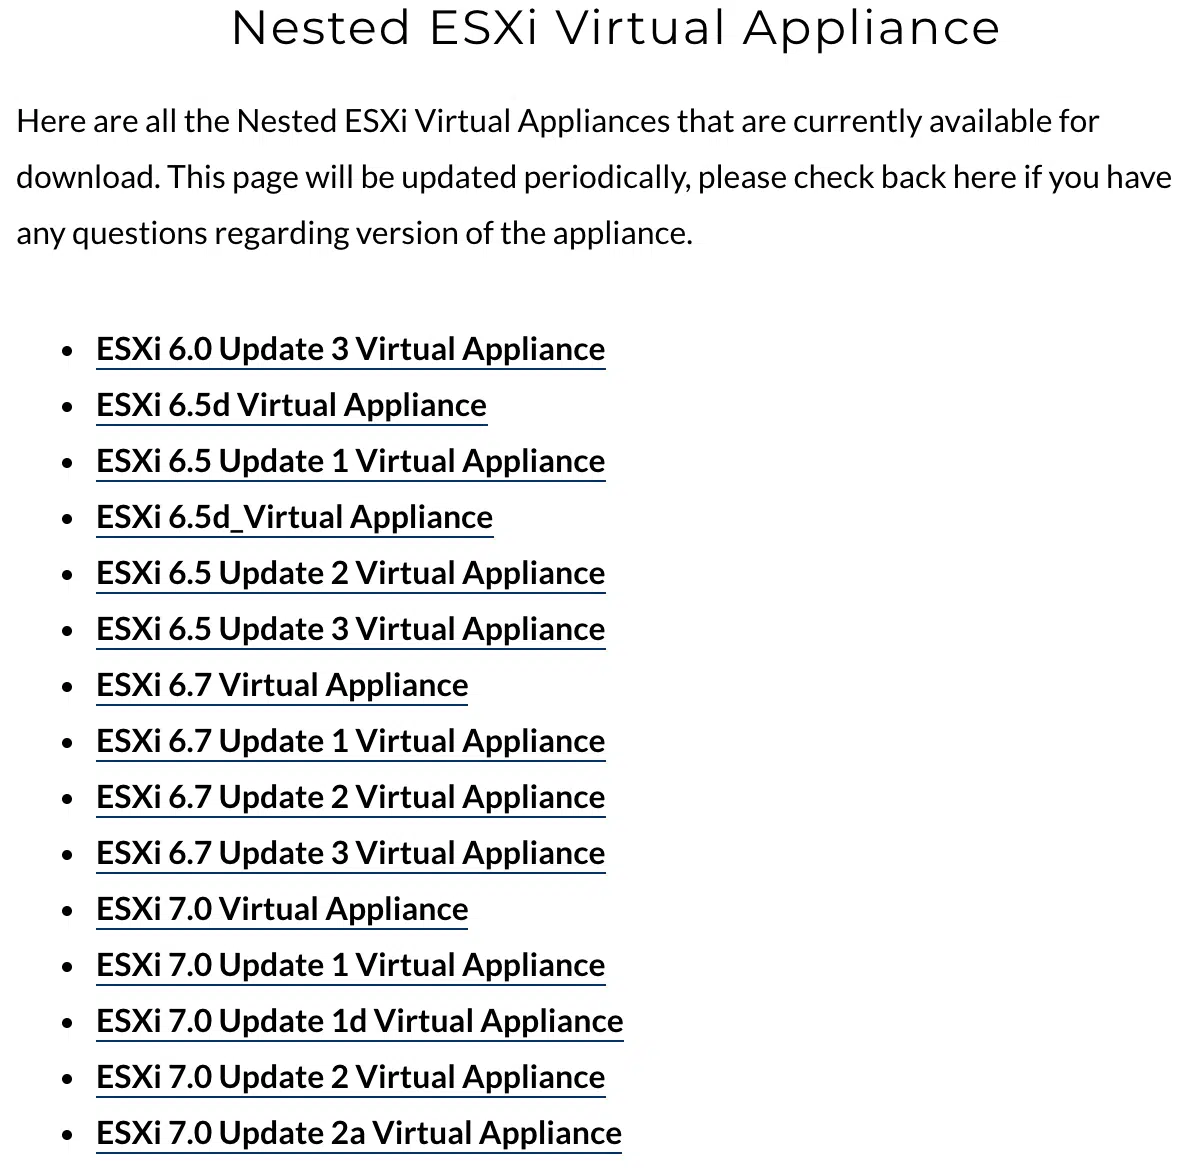 Nested ESXi Virtual Appliance
Here are all the Nested ESXi Virtual Appliances that are currently available for
download. This page will be updated periodically, please check back here if you have
any questions regarding version of the appliance.
• ESXi 6.0 Update 3 Virtual Appliance
• ESXi 6.5d Virtual Appliance
• ESXi 6.5 Update 1 Virtual Appliance
• ESXi 6.5d_Virtual Appliance
• ESXi 6.5 Update 2 Virtual Appliance
• ESXi 6.5 Update 3 Virtual Appliance
• ESXi 6.7 Virtual Appliance
• ESXi 6.7 Update 1 Virtual Appliance
• ESXi 6.7 Update 2 Virtual Appliance
• ESXi 6.7 Update 3 Virtual Appliance
• ESXi 7.0 Virtual Appliance
• ESXi 7.0 Update 1 Virtual Appliance
• ESXi 7.0 Update 1d Virtual Appliance
• ESXi 7.0 Update 2 Virtual Appliance
• ESXi 7.0 Update 2a Virtual Appliance